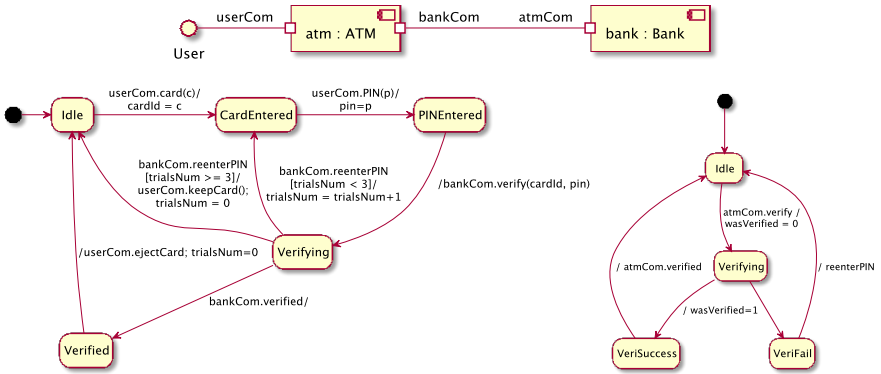 userCom
atm : ATM
bankCom
atmCom
bank : Bank
User
userCom.card(c)/
cardId = c
userCom.PIN(p)/
pin=p
Idle
CardEntered
PINEntered
bankCom.reenterPIN
[trialsNum >= 3]/
userCom.keepCard();
trialsNum = 0
bankCom.reenterPIN
[trialsNum < 3]/
trialsNum = trialsNum+1
/bankCom.verify(cardId, pin)
Verifying
/userCom.ejectCard; trialsNum=0
bankCom.verified/
Verified
Idle
atmCom.verify /
wasVerified = 0
Verifying
/ atmCom.verified
/ reenterPIN
/ wasVerified=1
VeriSuccess
VeriFail